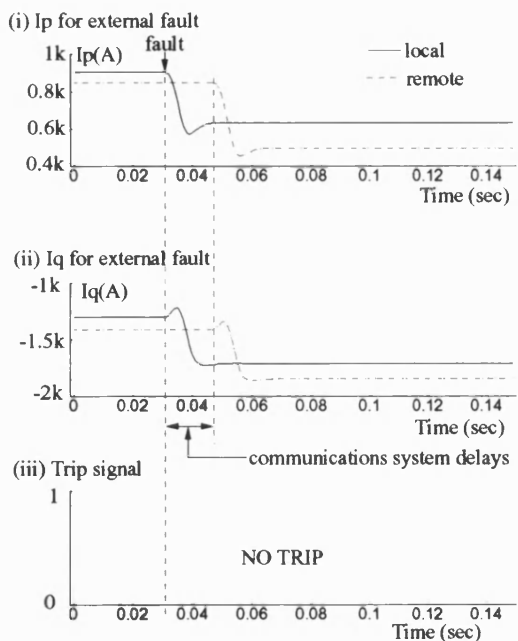 (i) Ip for external fault
1k Ip(A) fault
local
remote
0.8k
0.6k
0.4k
0 0.02 0.04 0.06 0.08 0.1 0.12 0.14
Time (sec)
(ii) Iq for external fault
-1k Iq(A)
-1.5k
-2k
0 0.02 0.04 0.06 0.08 0.1 0.12 0.14
Time (sec)
communications system delays
(iii) Trip signal
1
NO TRIP
0
0 0.02 0.04 0.06 0.08 0.1 0.12 0.14
Time (sec)